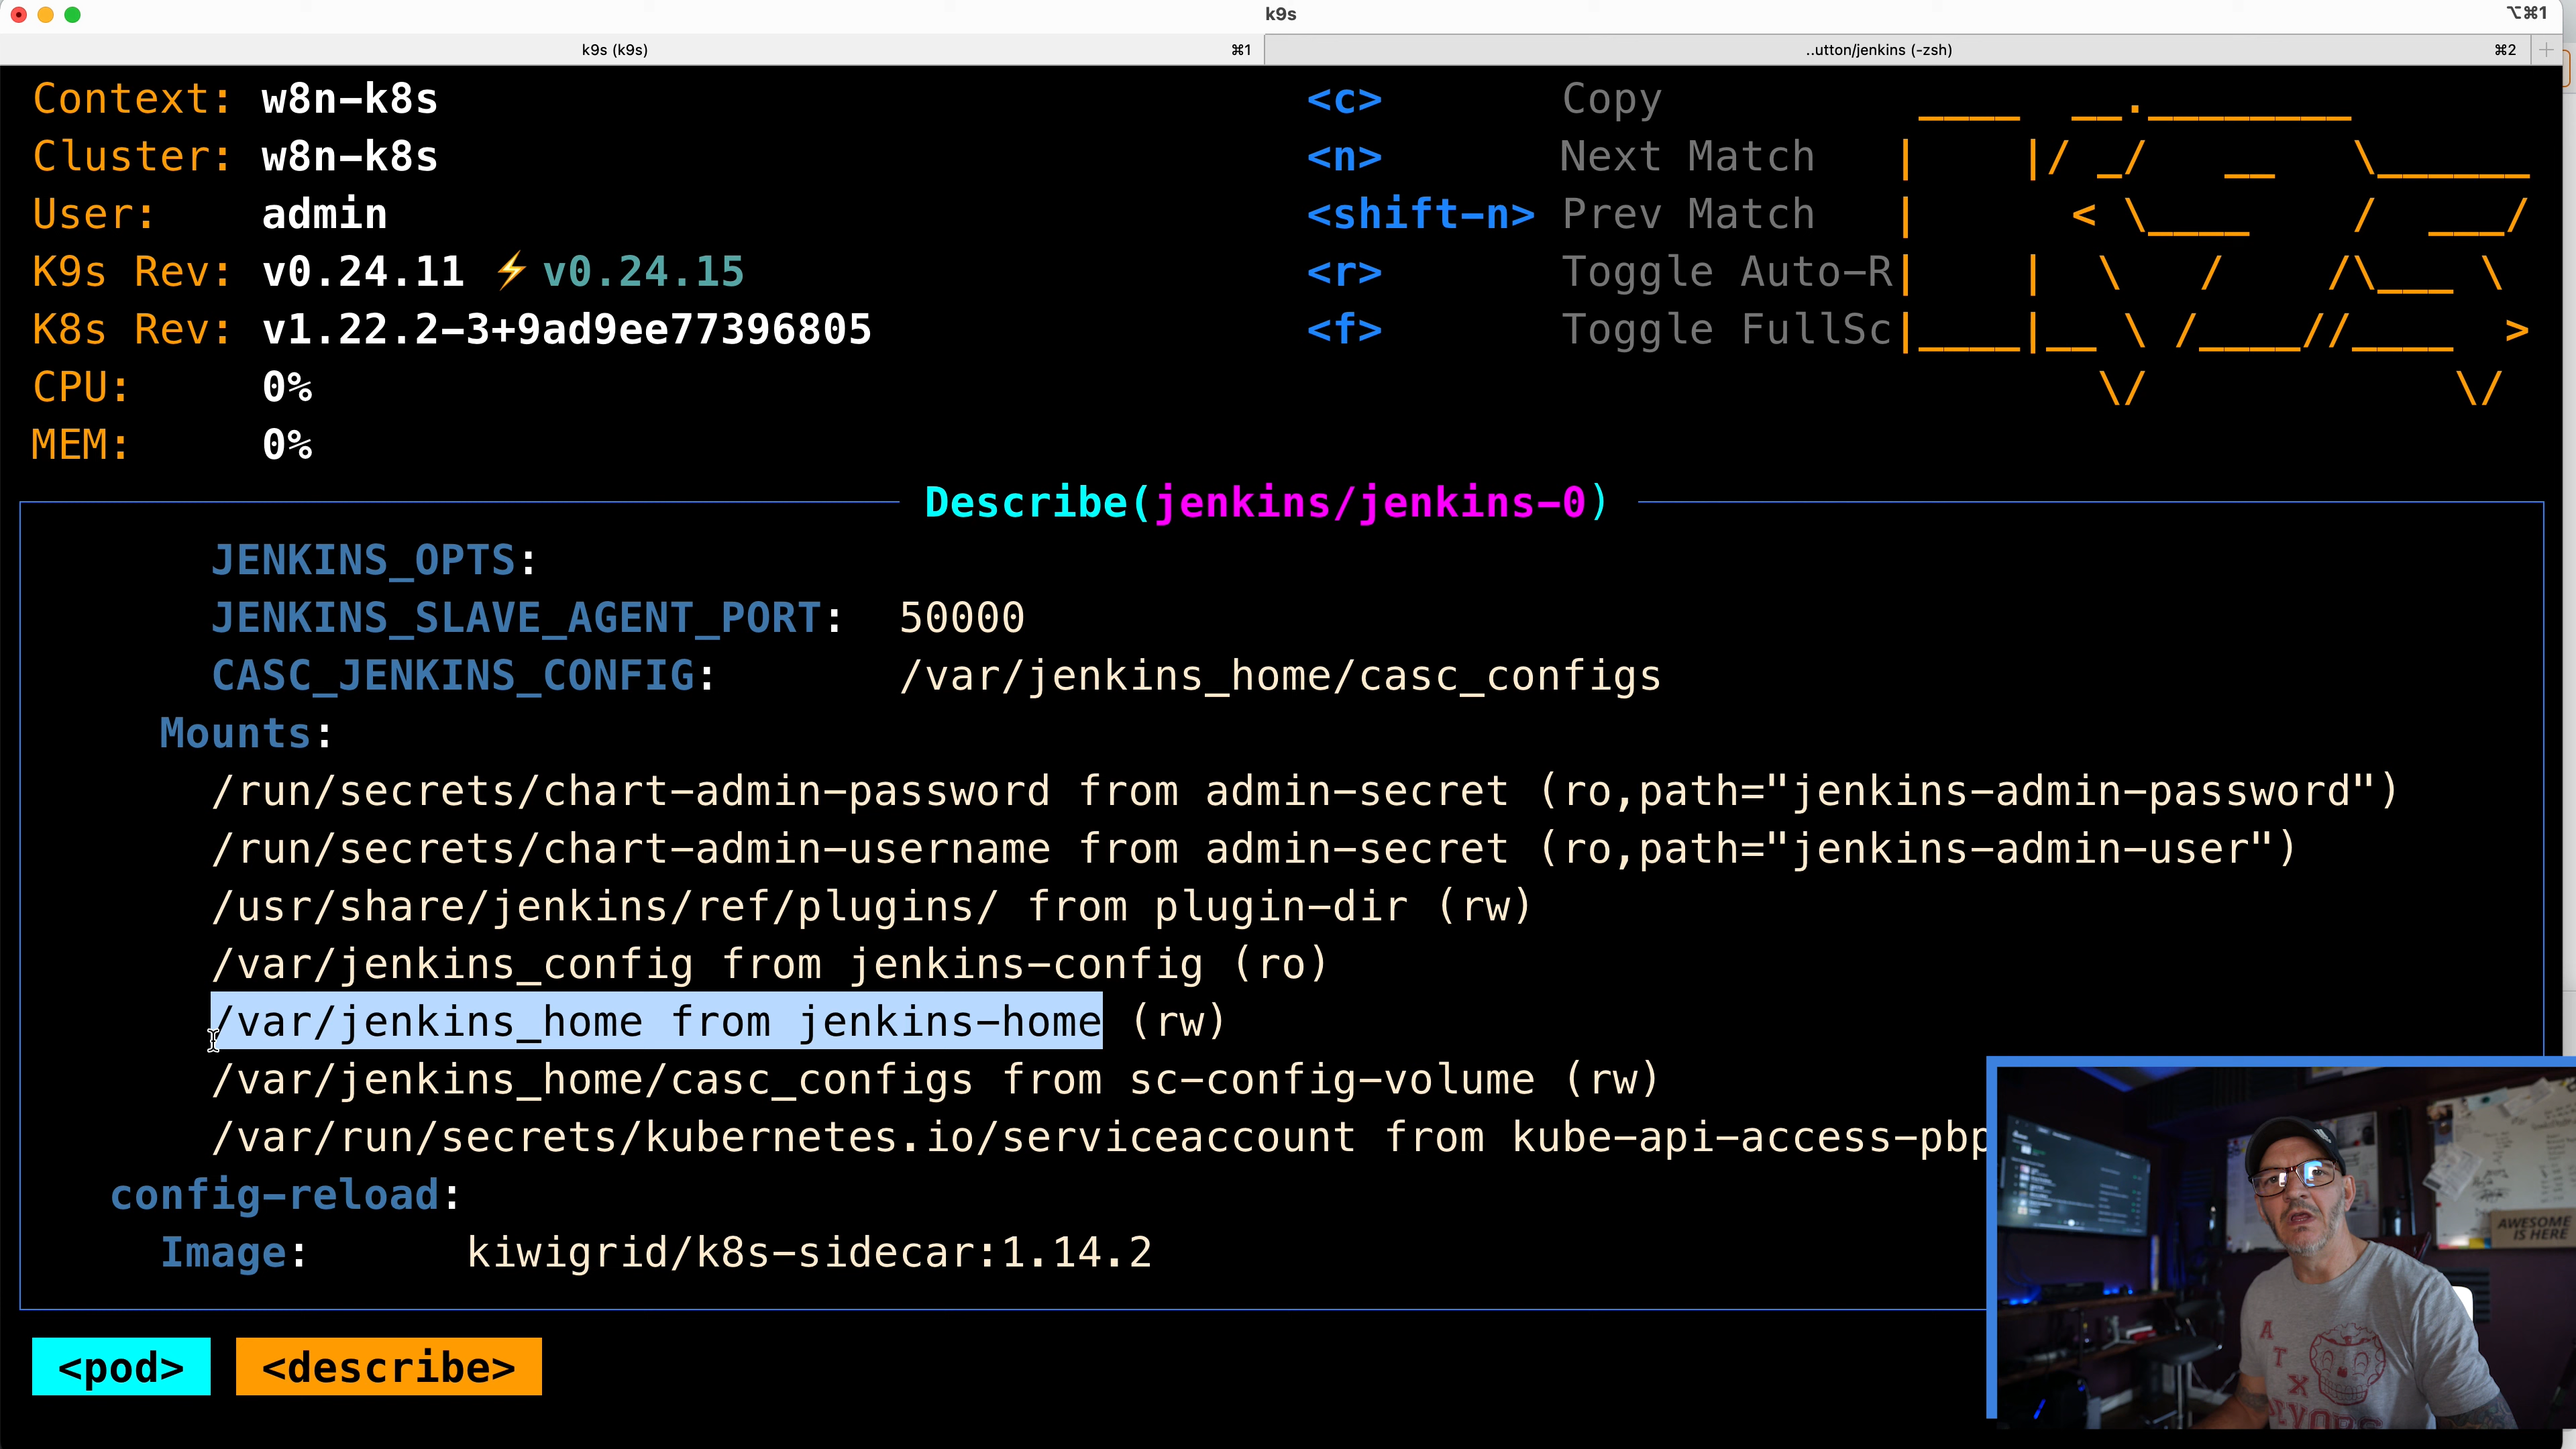 k9s
⌥⌘1
k9s (k9s) ⌘1
..utton/jenkins (-zsh) ⌘2 +
Context: w8n-k8s <c> Copy
Cluster: w8n-k8s <n> Next Match
User: admin <shift-n> Prev Match
K9s Rev: v0.24.11 ⚡️v0.24.15 <r> Toggle Auto-R
K8s Rev: v1.22.2-3+9ad9ee77396805 <f> Toggle FullSc
CPU: 0%
MEM: 0%
Describe(jenkins/jenkins-0)
JENKINS_OPTS:
JENKINS_SLAVE_AGENT_PORT: 50000
CASC_JENKINS_CONFIG: /var/jenkins_home/casc_configs
Mounts:
/run/secrets/chart-admin-password from admin-secret (ro,path="jenkins-admin-password")
/run/secrets/chart-admin-username from admin-secret (ro,path="jenkins-admin-user")
/usr/share/jenkins/ref/plugins/ from plugin-dir (rw)
/var/jenkins_config from jenkins-config (ro)
/var/jenkins_home from jenkins-home (rw)
/var/jenkins_home/casc_configs from sc-config-volume (rw)
/var/run/secrets/kubernetes.io/serviceaccount from kube-api-access-pbp
config-reload:
Image: kiwigrid/k8s-sidecar:1.14.2
<pod> <describe>
AWESOME
IS HERE
ATX